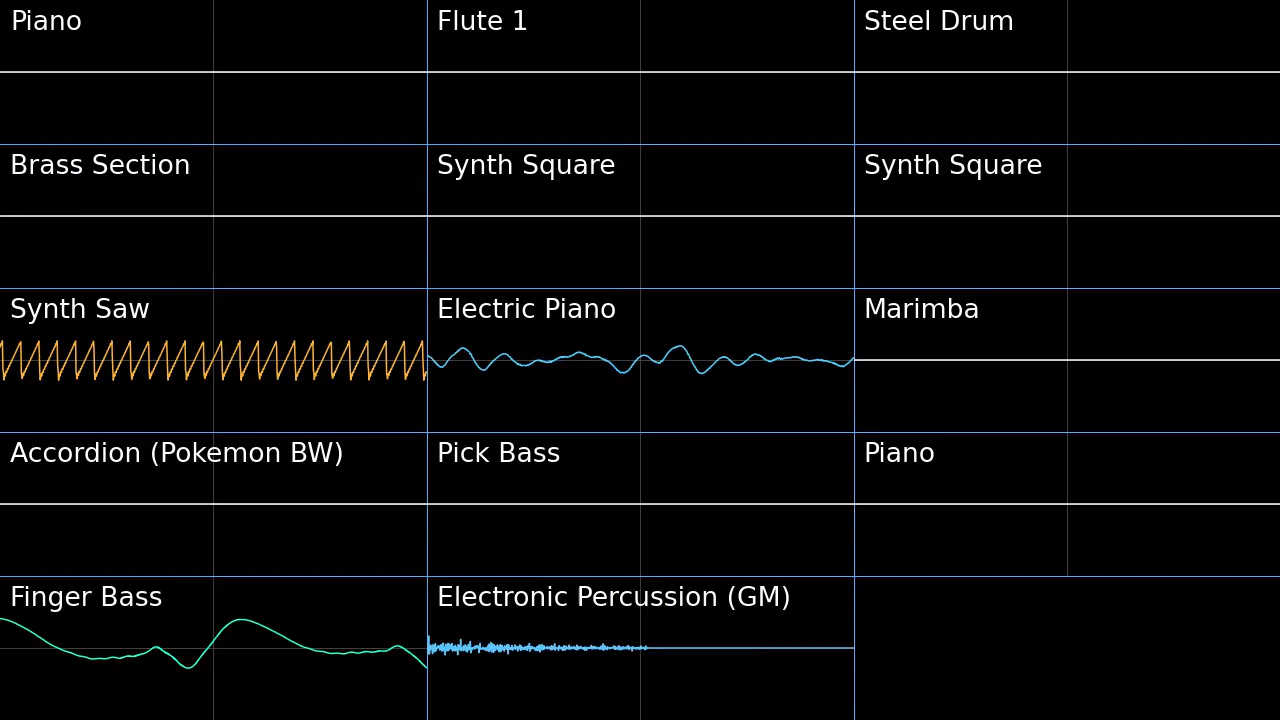 Piano
Flute 1
Steel Drum
Brass Section
Synth Square
Synth Square
Synth Saw
Electric Piano
Marimba
Accordion (Pokemon BW)
Pick Bass
Piano
Finger Bass
Electronic Percussion (GM)